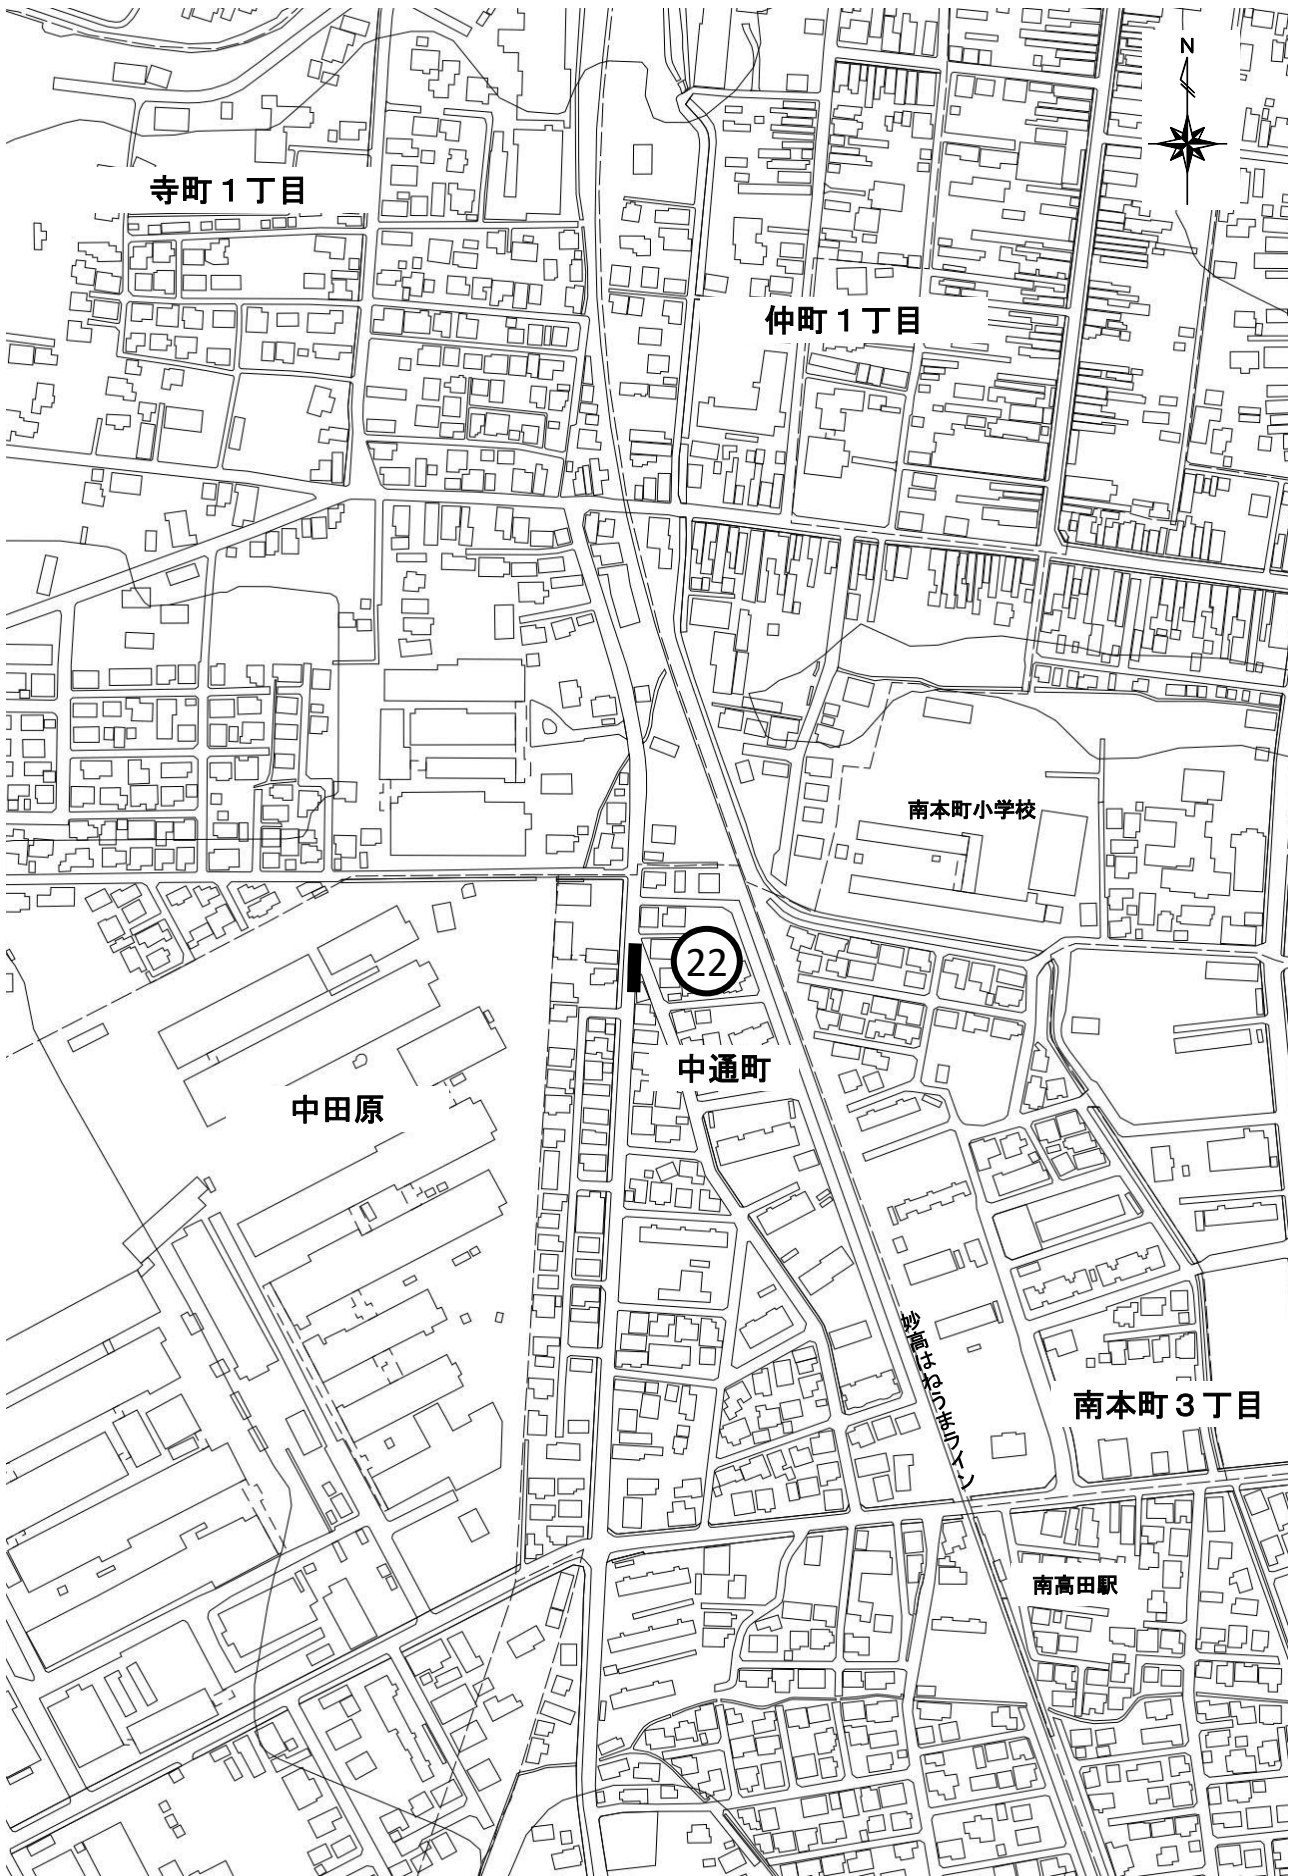 N
寺町1丁目
仲町1丁目
南本町小学校
22
中通町
中田原
妙高はねうまライン
南本町3丁目
南高田駅